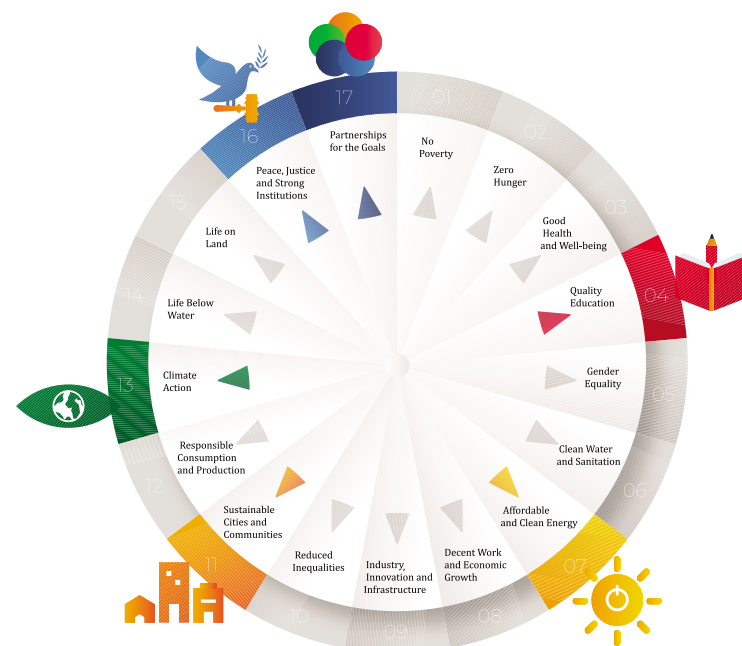 17
Partnerships
for the Goals
01
No
Poverty
02
Zero
Hunger
03
Good
Health
and Well-being
04
Quality
Education
05
Gender
Equality
06
Clean Water
and Sanitation
07
Affordable
and Clean Energy
08
Decent Work
and Economic
Growth
09
Industry,
Innovation and
Infrastructure
10
Reduced
Inequalities
11
Sustainable
Cities and
Communities
12
Responsible
Consumption
and Production
13
Climate
Action
14
Life Below
Water
15
Life on
Land
16
Peace, Justice
and Strong
Institutions